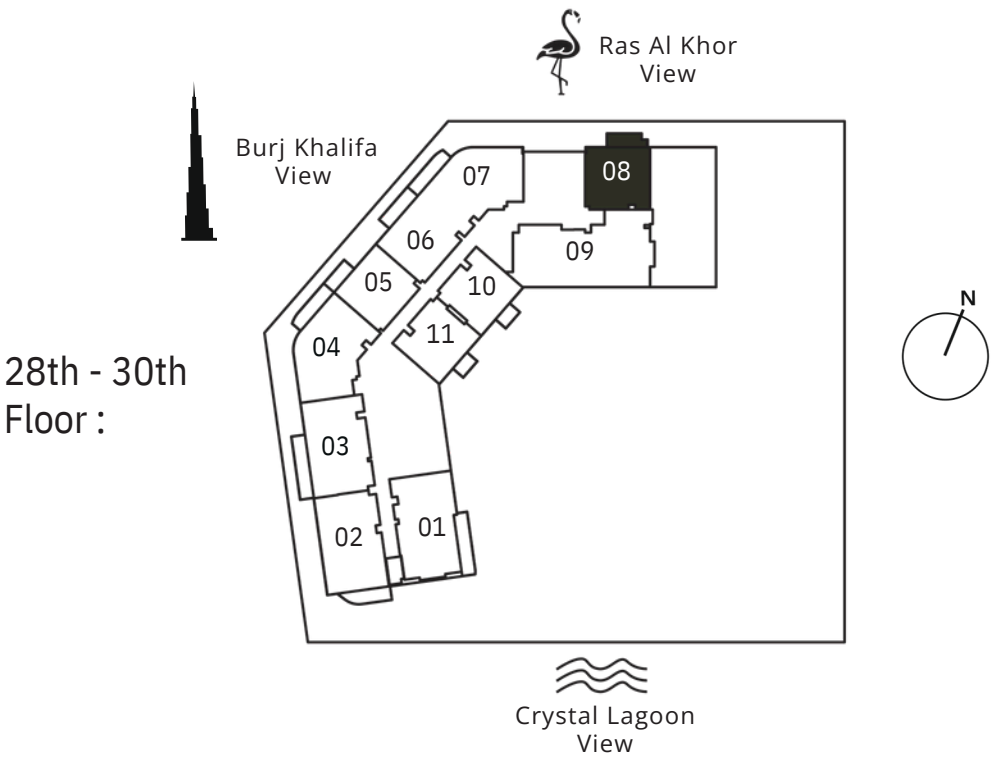 Ras Al Khor
View
Burj Khalifa
View
07
08
06
09
05
10
11
04
N
28th - 30th
Floor :
03
02
01
Crystal Lagoon
View